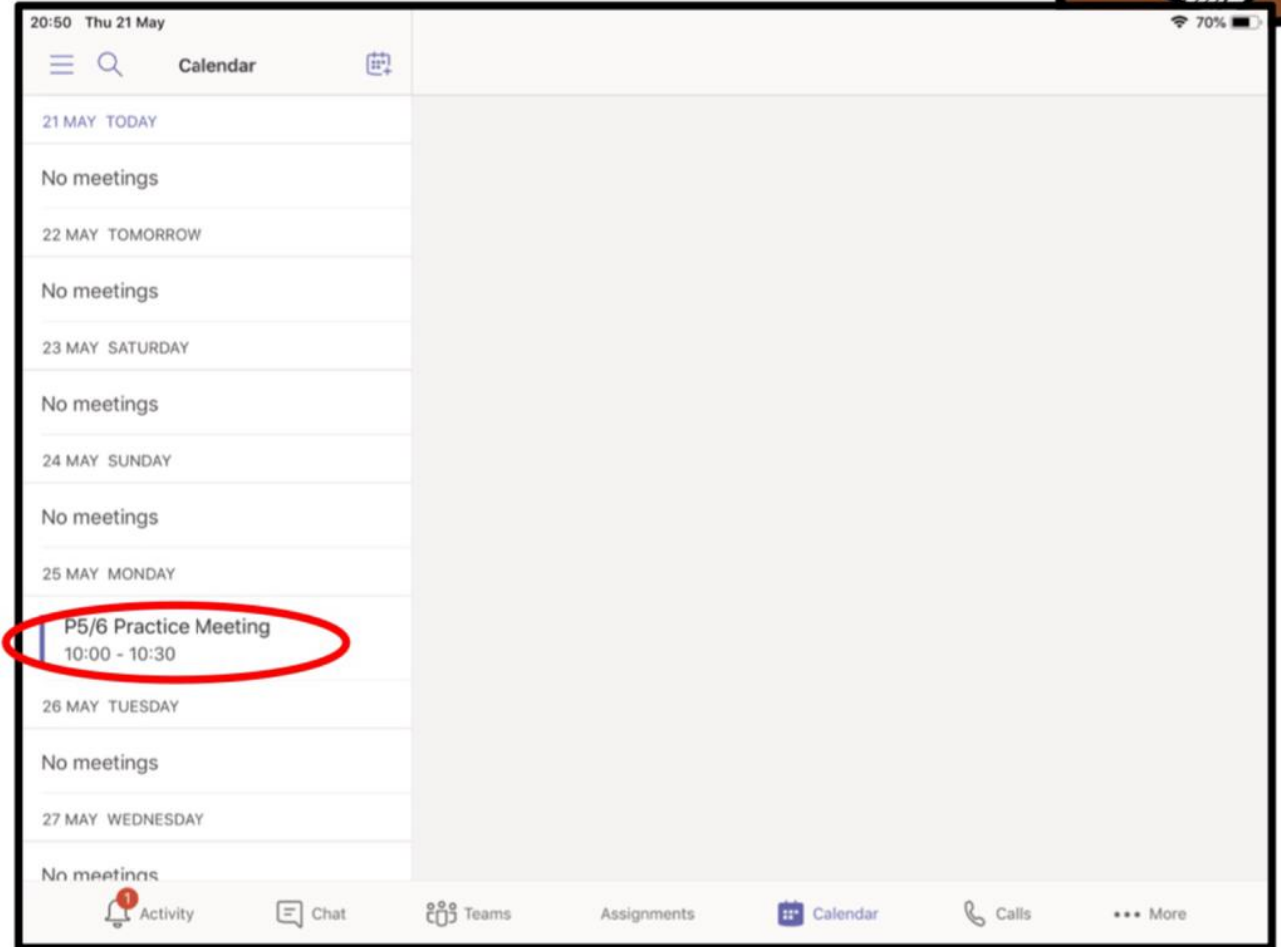 20:50 Thu 21 May
70%
Calendar
21 MAY TODAY
No meetings
22 MAY TOMORROW
No meetings
23 MAY SATURDAY
No meetings
24 MAY SUNDAY
No meetings
25 MAY MONDAY
P5/6 Practice Meeting
10:00 - 10:30
26 MAY TUESDAY
No meetings
27 MAY WEDNESDAY
No meetings
1
Activity
Chat
Teams
Assignments
Calendar
Calls
More